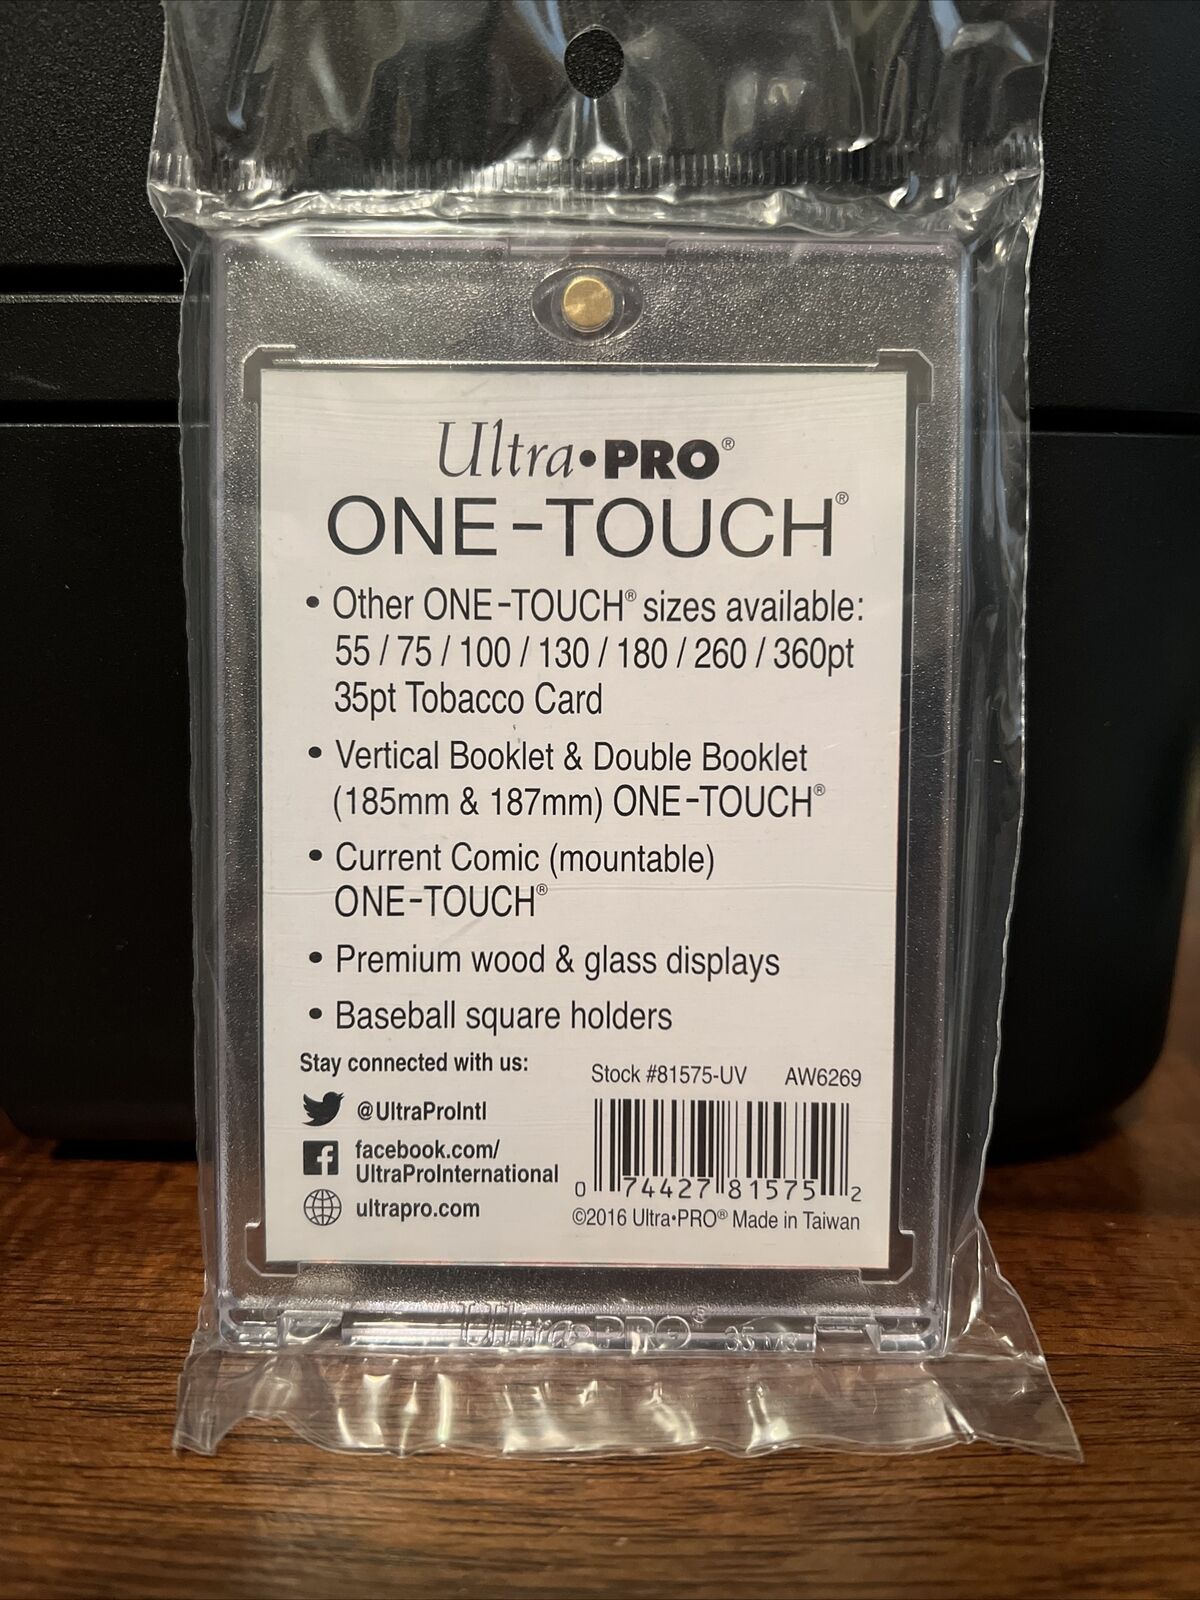 Ultra•PRO®
ONE-TOUCH®
• Other ONE-TOUCH® sizes available:
55 / 75 / 100 / 130 / 180 / 260 / 360pt
35pt Tobacco Card
• Vertical Booklet & Double Booklet
(185mm & 187mm) ONE-TOUCH®
• Current Comic (mountable)
ONE-TOUCH®
• Premium wood & glass displays
• Baseball square holders
Stay connected with us:
@UltraProIntl
facebook.com/
UltraProInternational
ultrapro.com
Stock #81575-UV AW6269
0 74427 81575 2
©2016 Ultra•PRO® Made in Taiwan
Ultra•PRO® 35